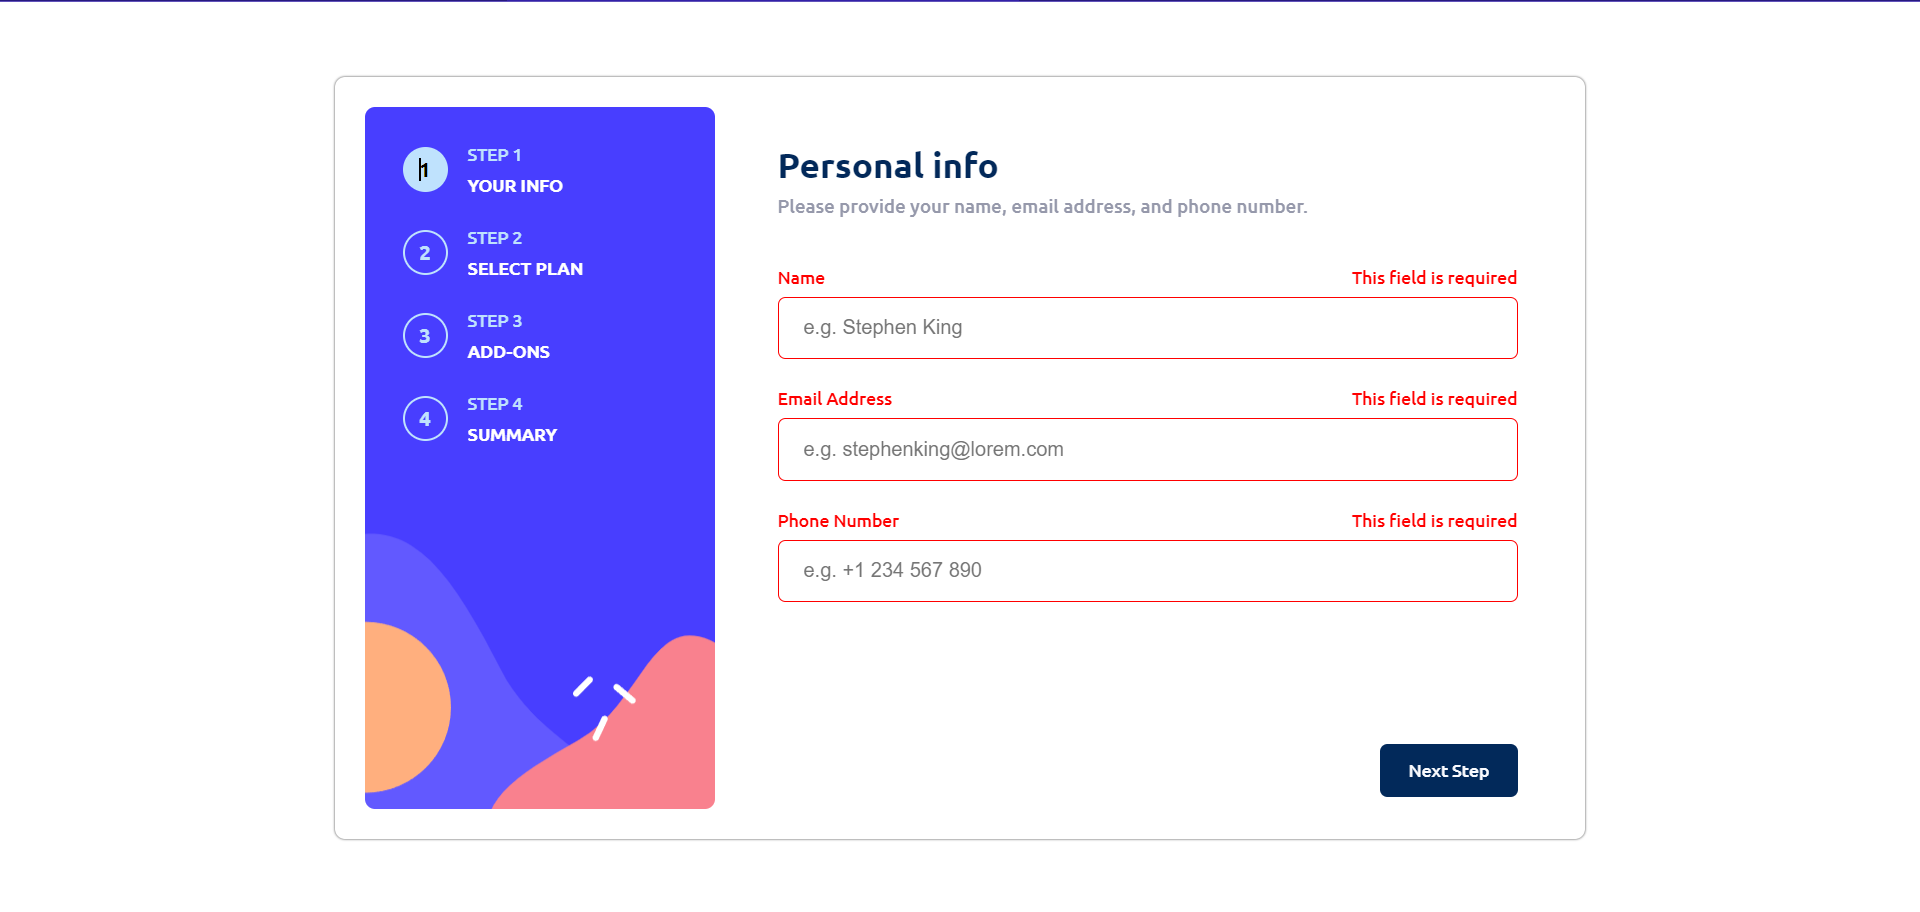 1
STEP 1
YOUR INFO
2
STEP 2
SELECT PLAN
3
STEP 3
ADD-ONS
4
STEP 4
SUMMARY
Personal info
Please provide your name, email address, and phone number.
Name
This field is required
e.g. Stephen King
Email Address
This field is required
e.g. stephenking@lorem.com
Phone Number
This field is required
e.g. +1 234 567 890
Next Step